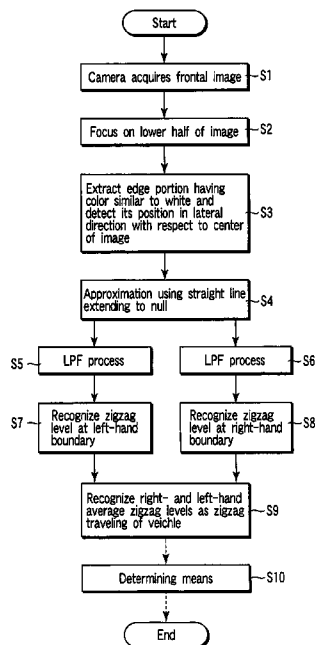 Start
Camera acquires frontal image
S1
Focus on lower half of image
S2
Extract edge portion having
color similar to white and
detect its position in lateral
direction with respect to center
of image
S3
Approximation using straight line
extending to null
S4
S5
LPF process
LPF process
S6
S7
Recognize zigzag
level at left-hand
boundary
Recognize zigzag
level at right-hand
boundary
S8
Recognize right- and left-hand
average zigzag levels as zigzag
traveling of veichle
S9
Determining means
S10
End